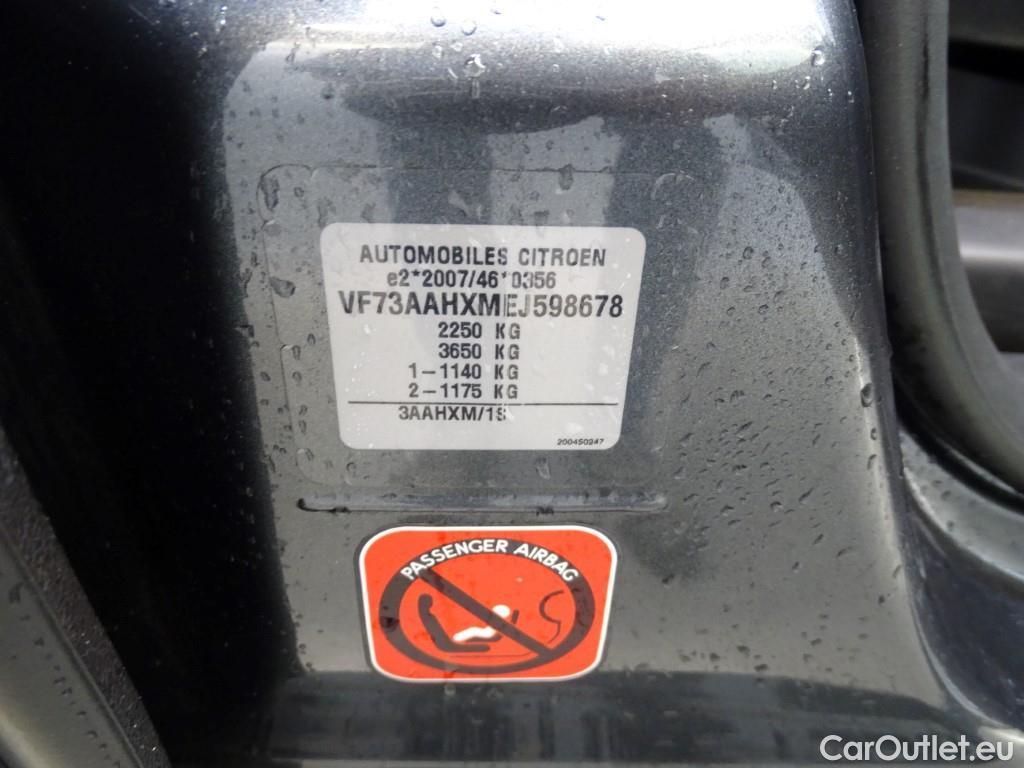 AUTOMOBILES CITROEN
e2*2007/46*0356
VF73AAHXMEJ598678
2250 KG
3650 KG
1-1140 KG
2-1175 KG
3AAHXM/1S
200450247
PASSENGER AIRBAG
CarOutlet.eu